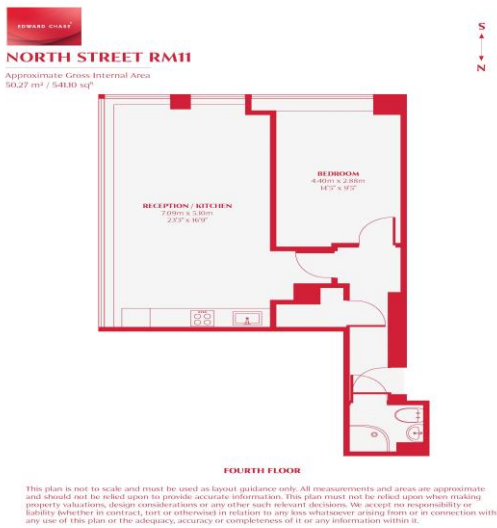 EDWARD CHASE
NORTH STREET RM11
Approximate Gross Internal Area
50.27 m² / 541.10 sqft
S
N
BEDROOM
4.40m x 2.88m
14'5" x 9'5"
RECEPTION / KITCHEN
7.09m x 5.10m
23'3" x 16'9"
FOURTH FLOOR
This plan is not to scale and must be used as layout guidance only. All measurements and areas are approximate
and should not be relied upon to provide accurate information. This plan must not be relied upon when making
property valuations, design considerations or any other such relevant decisions. We accept no responsibility or
liability (whether in contract, tort or otherwise) in relation to any loss whatsoever arising from or in connection with
any use of this plan or the adequacy, accuracy or completeness of it or any information within it.